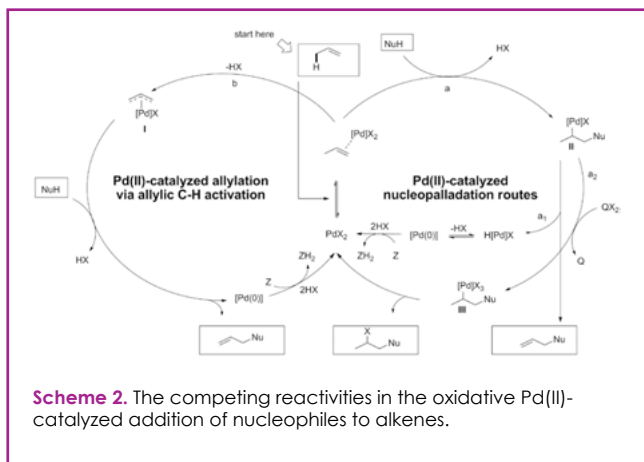 start here
H
NuH
HX
-HX
b
a
[Pd]X
I
[Pd]X₂
[Pd]X
Nu
II
Pd(II)-catalyzed allylation
via allylic C-H activation
Pd(II)-catalyzed
nucleopalladation routes
a₂
NuH
QX₂
a₁
PdX₂
2HX
[Pd(0)]
-HX
H[Pd]X
ZH₂
Z
ZH₂
HX
Z
2HX
[Pd(0)]
[Pd]X₃
Nu
III
Q
Nu
X
Nu
Nu
Scheme 2. The competing reactivities in the oxidative Pd(II)-
catalyzed addition of nucleophiles to alkenes.